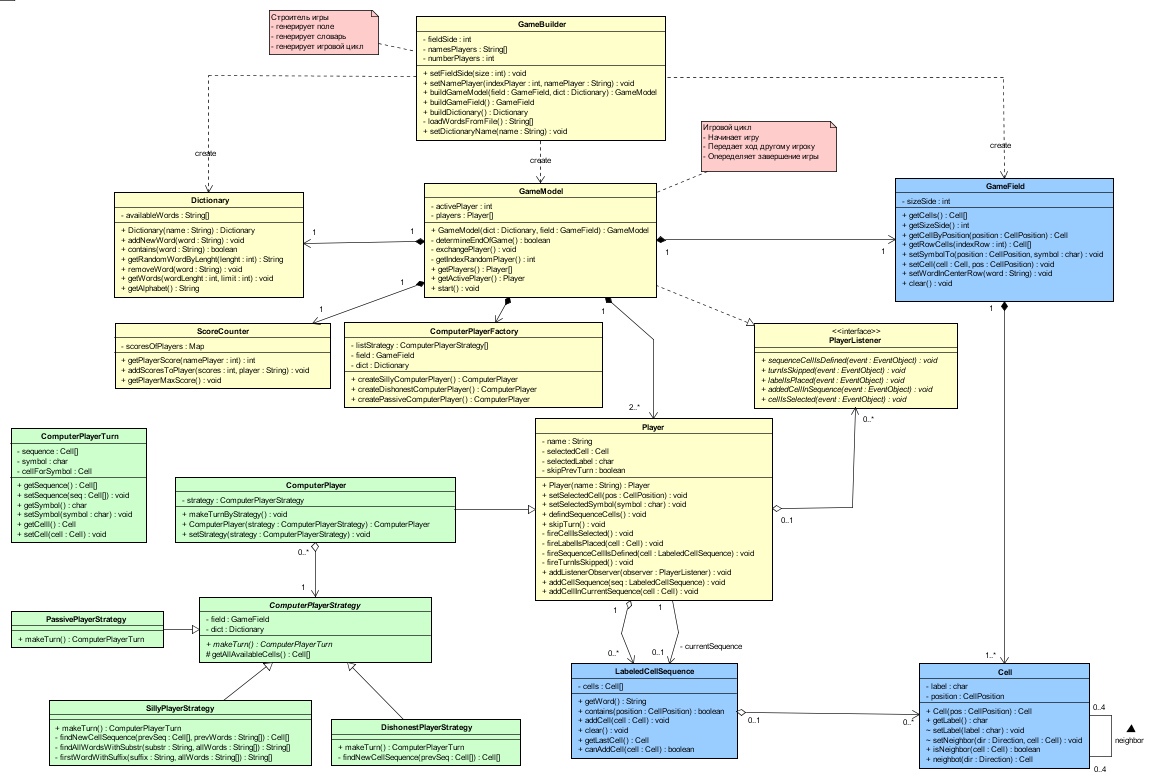 Строитель игры
- генерирует поле
- генерирует словарь
- генерирует игровой цикл
GameBuilder
- fieldSide : int
- namesPlayers : String[]
- numberPlayers : int
+ setFieldSide(size : int) : void
+ setNamePlayer(indexPlayer : int, namePlayer : String) : void
+ buildGameModel(field : GameField, dict : Dictionary) : GameModel
+ buildGameField() : GameField
+ buildDictionary() : Dictionary
- loadWordsFromFile() : String[]
+ setDictionaryName(name : String) : void
Игровой цикл
- Начинает игру
- Передает ход другому игроку
- Опеределяет завершение игры
create
create
create
Dictionary
- availableWords : String[]
+ Dictionary(name : String) : Dictionary
+ addNewWord(word : String) : void
+ contains(word : String) : boolean
+ getRandomWordByLenght(lenght : int) : String
+ removeWord(word : String) : void
+ getWords(wordLenght : int, limit : int) : void
+ getAlphabet() : String
1
1
GameModel
- activePlayer : int
- players : Player[]
+ GameModel(dict : Dictionary, field : GameField) : GameModel
- determineEndOfGame() : boolean
- exchangePlayer() : void
- getIndexRandomPlayer() : int
+ getPlayers() : Player[]
+ getActivePlayer() : Player
+ start() : void
1
1
GameField
- sizeSide : int
+ getCells() : Cell[]
+ getSizeSide() : int
+ getCellByPosition(position : CellPosition) : Cell
+ getRowCells(indexRow : int) : Cell[]
+ setSymbolTo(position : CellPosition, symbol : char) : void
+ setCell(cell : Cell, pos : CellPosition) : void
+ setWordInCenterRow(word : String) : void
+ clear() : void
1
1
1
1
ScoreCounter
- scoresOfPlayers : Map
+ getPlayerScore(namePlayer : int) : int
+ addScoresToPlayer(scores : int, player : String) : void
+ getPlayerMaxScore() : void
ComputerPlayerFactory
- listStrategy : ComputerPlayerStrategy[]
- field : GameField
- dict : Dictionary
+ createSillyComputerPlayer() : ComputerPlayer
+ createDishonestComputerPlayer() : ComputerPlayer
+ createPassiveComputerPlayer() : ComputerPlayer
<<interface>>
PlayerListener
+ sequenceCellIsDefined(event : EventObject) : void
+ turnIsSkipped(event : EventObject) : void
+ labelIsPlaced(event : EventObject) : void
+ addedCellInSequence(event : EventObject) : void
+ cellIsSelected(event : EventObject) : void
2..*
0..*
ComputerPlayerTurn
- sequence : Cell[]
- symbol : char
- cellForSymbol : Cell
+ getSequence() : Cell[]
+ setSequence(seq : Cell[]) : void
+ getSymbol() : char
+ setSymbol(symbol : char) : void
+ getCelll() : Cell
+ setCell(cell : Cell) : void
ComputerPlayer
- strategy : ComputerPlayerStrategy
+ makeTurnByStrategy() : void
+ ComputerPlayer(strategy : ComputerPlayerStrategy) : ComputerPlayer
+ setStrategy(strategy : ComputerPlayerStrategy) : void
Player
- name : String
- selectedCell : Cell
- selectedLabel : char
- skipPrevTurn : boolean
+ Player(name : String) : Player
+ setSelectedCell(pos : CellPosition) : void
+ setSelectedSymbol(symbol : char) : void
+ defindSequenceCells() : void
+ skipTurn() : void
- fireCellIsSelected() : void
- fireLabelIsPlaced(cell : Cell) : void
- fireSequenceCellIsDefined(cell : LabeledCellSequence) : void
- fireTurnIsSkipped() : void
+ addListenerObserver(observer : PlayerListener) : void
+ addCellSequence(seq : LabeledCellSequence) : void
+ addCellInCurrentSequence(cell : Cell) : void
0..1
0..*
1
ComputerPlayerStrategy
- field : GameField
- dict : Dictionary
+ makeTurn() : ComputerPlayerTurn
# getAllAvailableCells() : Cell[]
PassivePlayerStrategy
+ makeTurn() : ComputerPlayerTurn
1
1
0..*
0..1
- currentSequence
1..*
SillyPlayerStrategy
+ makeTurn() : ComputerPlayerTurn
- findNewCellSequence(prevSeq : Cell[], prevWords : String[]) : Cell[]
- findAllWordsWithSubstr(substr : String, allWords : String[]) : String[]
- firstWordWithSuffix(suffix : String, allWords : String[]) : String[]
DishonestPlayerStrategy
+ makeTurn() : ComputerPlayerTurn
- findNewCellSequence(prevSeq : Cell[]) : Cell[]
LabeledCellSequence
- cells : Cell[]
+ getWord() : String
+ contains(position : CellPosition) : boolean
+ addCell(cell : Cell) : void
+ clear() : void
+ getLastCell() : Cell
+ canAddCell(cell : Cell) : boolean
0..1
0..*
Cell
- label : char
- position : CellPosition
+ Cell(pos : CellPosition) : Cell
+ getLabel() : char
~ setLabel(label : char) : void
~ setNeighbor(dir : Direction, cell : Cell) : void
+ isNeighbor(cell : Cell) : boolean
+ neighbot(dir : Direction) : Cell
0..4
neighbor
0..4